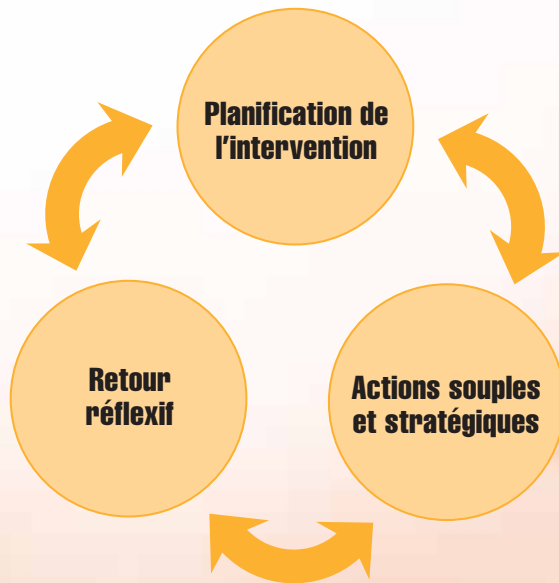 Planification de
l'intervention
Retour
réflexif
Actions souples
et stratégiques